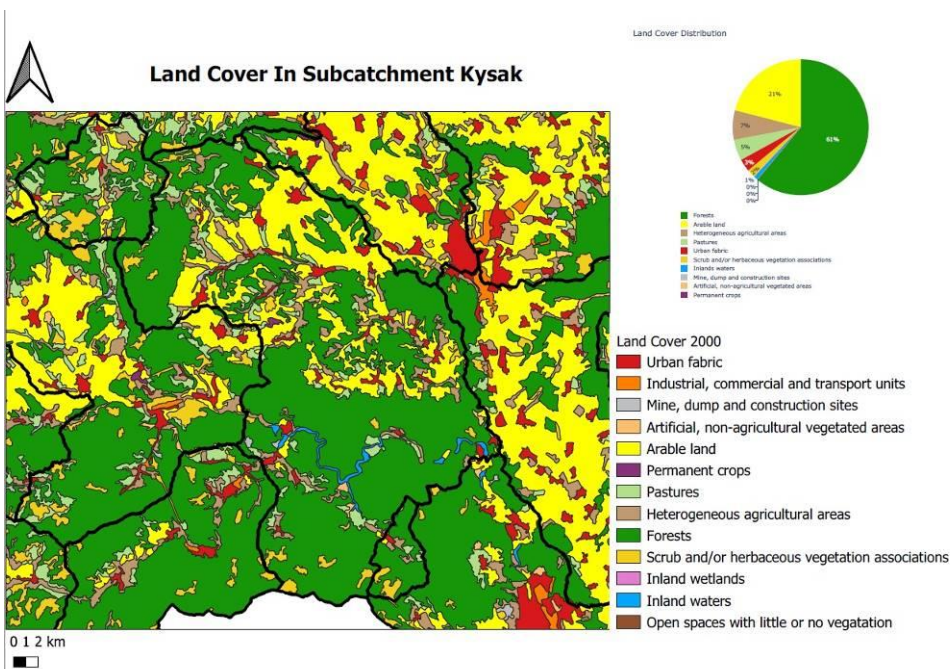 Land Cover Distribution
Land Cover In Subcatchment Kysak
21%
7%
5%
3%
61%
1%
0%
0%
0%
Forests
Arable land
Heterogeneous agricultural areas
Pastures
Urban fabric
Scrub and/or herbaceous vegetation associations
Inlands waters
Mine, dump and construction sites
Artificial, non-agricultural vegetated areas
Permanent crops
Land Cover 2000
Urban fabric
Industrial, commercial and transport units
Mine, dump and construction sites
Artificial, non-agricultural vegetated areas
Arable land
Permanent crops
Pastures
Heterogeneous agricultural areas
Forests
Scrub and/or herbaceous vegetation associations
Inland wetlands
Inland waters
Open spaces with little or no vegatation
0 1 2 km